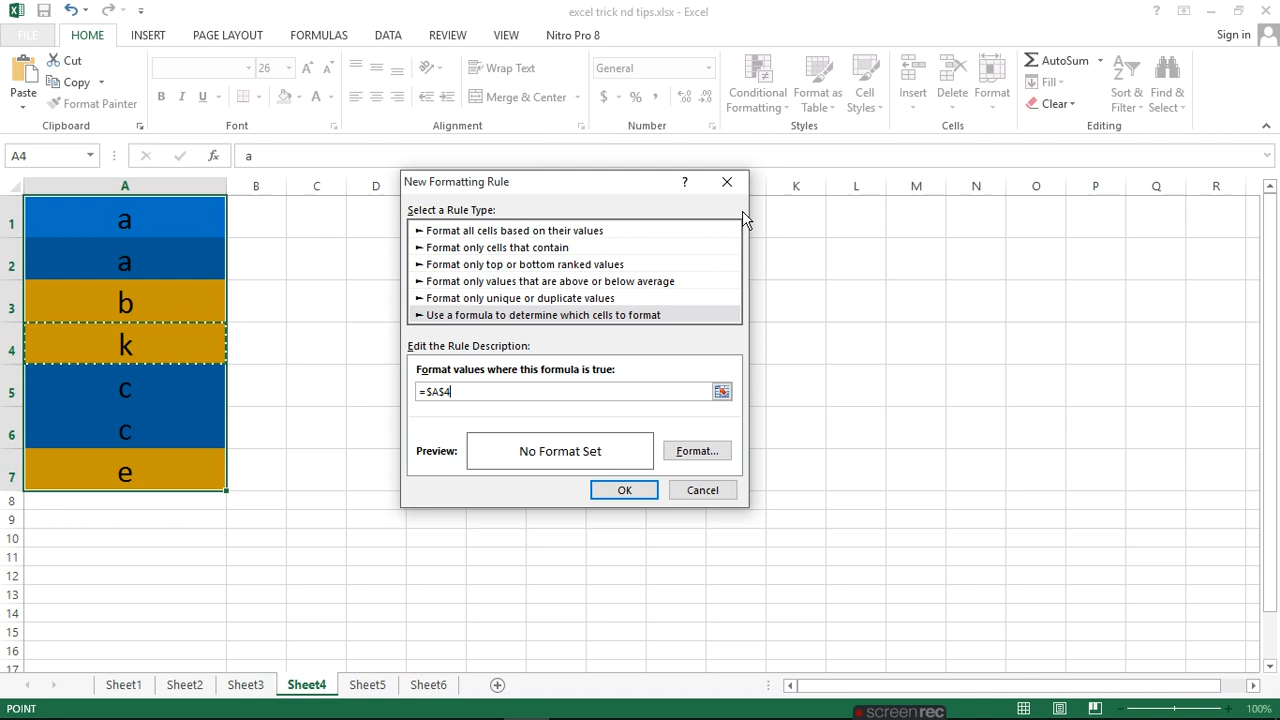 excel trick nd tips.xlsx - Excel
?
FILE HOME INSERT PAGE LAYOUT FORMULAS DATA REVIEW VIEW Nitro Pro 8 Sign in
Cut
Copy
Format Painter
Paste
26
Wrap Text
Merge & Center
General
$ % ,
Conditional Formatting
Format as Table
Cell Styles
Insert
Delete
Format
AutoSum
Fill
Clear
Sort & Filter
Find & Select
Clipboard Font Alignment Number Styles Cells Editing
A4 fx a
A B C D K L M N O P Q R
1 a
2 a
3 b
4 k
5 c
6 c
7 e
8
9
10
11
12
13
14
15
16
17
New Formatting Rule ?
Select a Rule Type:
► Format all cells based on their values
► Format only cells that contain
► Format only top or bottom ranked values
► Format only values that are above or below average
► Format only unique or duplicate values
► Use a formula to determine which cells to format
Edit the Rule Description:
Format values where this formula is true:
=$A$4
Preview: No Format Set Format...
OK Cancel
Sheet1 Sheet2 Sheet3 Sheet4 Sheet5 Sheet6
POINT screenrec 100%